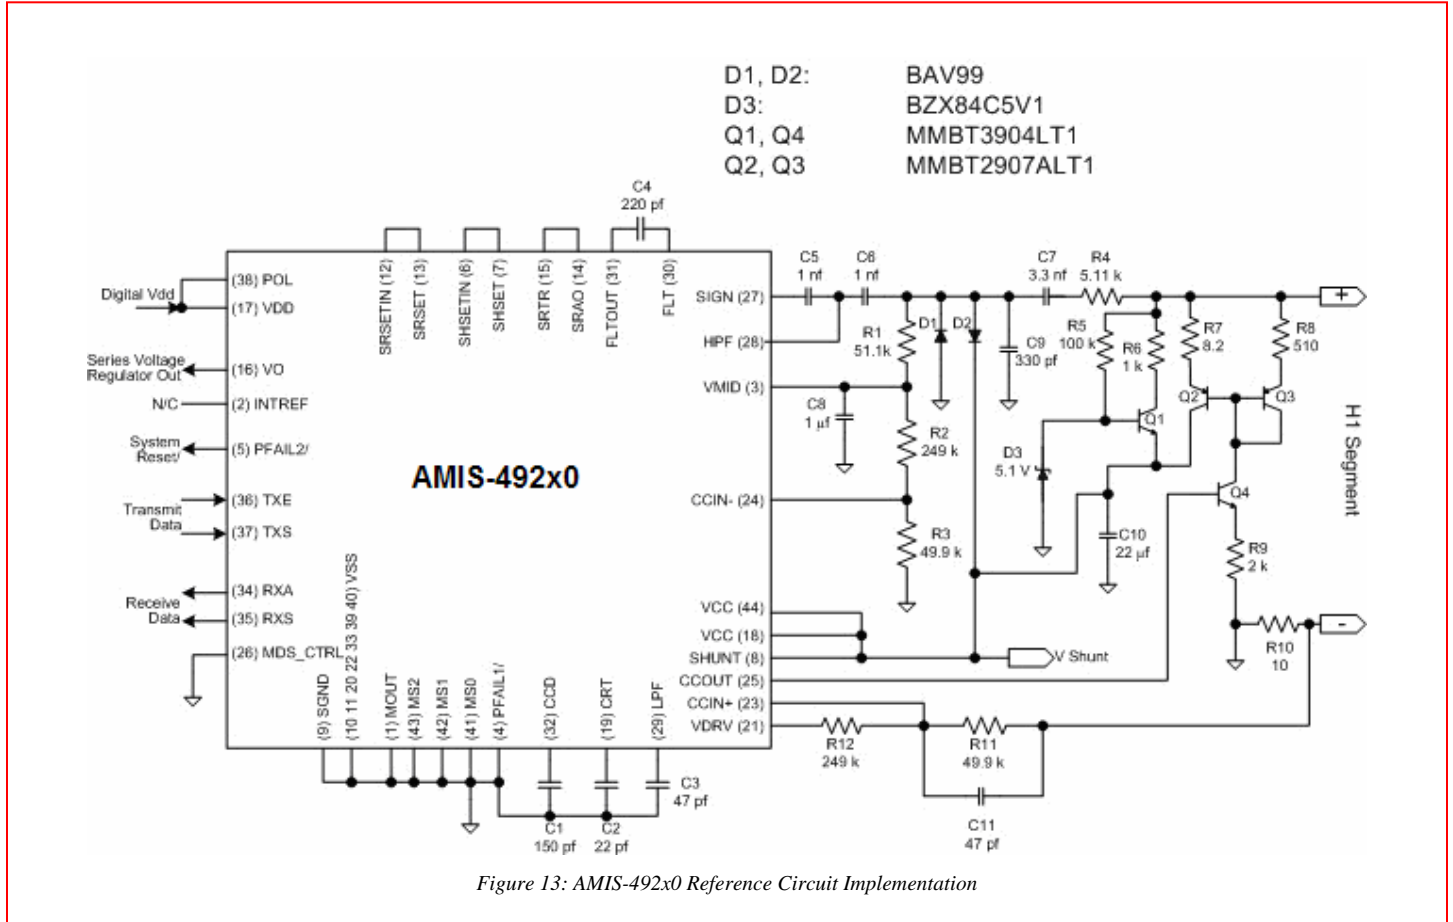 D1, D2: BAV99
D3: BZX84C5V1
Q1, Q4 MMBT3904LT1
Q2, Q3 MMBT2907ALT1
C4
220 pf
SRSETIN (12)
SRSET (13)
SHSETIN (6)
SHSET (7)
SRTR (15)
SRAO (14)
FLTOUT (31)
FLT (30)
Digital Vdd
(38) POL
(17) VDD
Series Voltage
Regulator Out
(16) VO
N/C
(2) INTREF
System
Reset/
(5) PFAIL2/
(36) TXE
Transmit
Data
(37) TXS
(34) RXA
Receive
Data
(35) RXS
(26) MDS_CTRL
AMIS-492x0
(9) SGND
(10 11 20 22 33 39 40) VSS
(1) MOUT
(43) MS2
(42) MS1
(41) MS0
(4) PFAIL1/
(32) CCD
(19) CRT
(29) LPF
SIGN (27)
HPF (28)
VMID (3)
CCIN- (24)
VCC (44)
VCC (18)
SHUNT (8)
CCOUT (25)
CCIN+ (23)
VDRV (21)
C5
1 nf
C6
1 nf
C7
3.3 nf
R4
5.11 k
R1
51.1k
D1
D2
C9
330 pf
R5
100 k
R6
1 k
R7
8.2
R8
510
C8
1 µf
R2
249 k
D3
5.1 V
Q1
Q2
Q3
Q4
R3
49.9 k
C10
22 µf
R9
2 k
R10
10
+
-
H1 Segment
V Shunt
R12
249 k
R11
49.9 k
C11
47 pf
C3
47 pf
C1
150 pf
C2
22 pf
Figure 13: AMIS-492x0 Reference Circuit Implementation